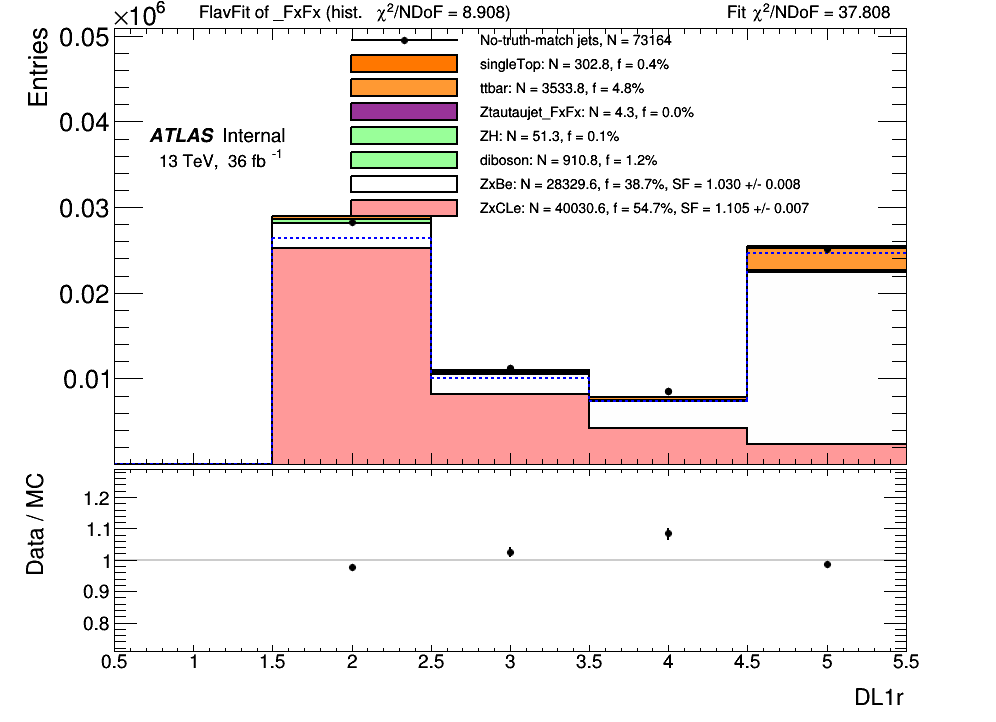 ×10⁶
FlavFit of _FxFx (hist. χ²/NDoF = 8.908)
Fit χ²/NDoF = 37.808
Entries
0.05
0.04
0.03
0.02
0.01
ATLAS Internal
13 TeV, 36 fb⁻¹
No-truth-match jets, N = 73164
singleTop: N = 302.8, f = 0.4%
ttbar: N = 3533.8, f = 4.8%
Ztautaujet_FxFx: N = 4.3, f = 0.0%
ZH: N = 51.3, f = 0.1%
diboson: N = 910.8, f = 1.2%
ZxBe: N = 28329.6, f = 38.7%, SF = 1.030 +/- 0.008
ZxCLe: N = 40030.6, f = 54.7%, SF = 1.105 +/- 0.007
Data / MC
1.2
1.1
1
0.9
0.8
0.5 1 1.5 2 2.5 3 3.5 4 4.5 5 5.5
DL1r